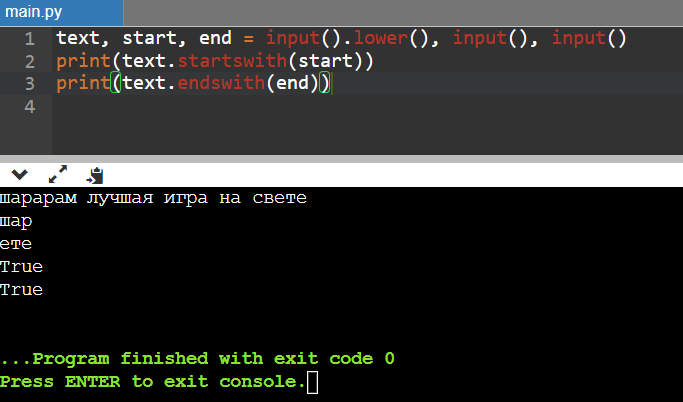 main.py
1 text, start, end = input().lower(), input(), input()
2 print(text.startswith(start))
3 print(text.endswith(end))
4
шарарам лучшая игра на свете
шар
ете
True
True
...Program finished with exit code 0
Press ENTER to exit console.